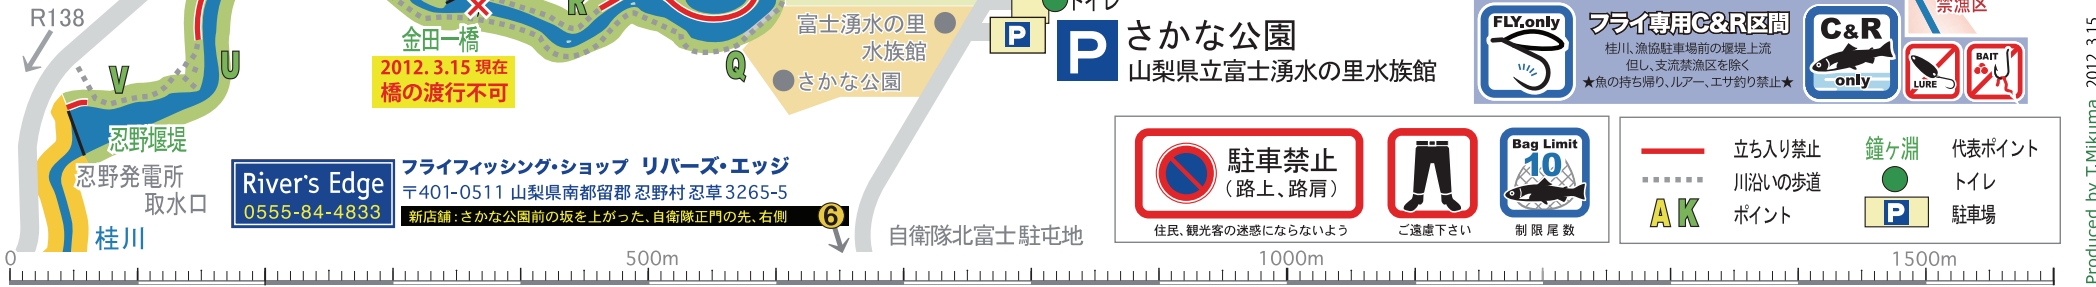 R138
V
U
忍野堰堤
忍野発電所
取水口
桂川
金田一橋
2012.3.15 現在
橋の渡行不可
R
Q
富士湧水の里
水族館
さかな公園
トイレ
P
P
さかな公園
山梨県立富士湧水の里水族館
FLY.only
フライ専用C&R区間
桂川、漁協駐車場前の堰堤上流
但し、支流禁漁区を除く
★魚の持ち帰り、ルアー、エサ釣り禁止★
C&R
only
禁漁区
LURE
BAIT
River's Edge
0555-84-4833
フライフィッシング・ショップ リバーズ・エッジ
〒401-0511 山梨県南都留郡忍野村忍草3265-5
新店舗：さかな公園前の坂を上がった、自衛隊正門の先、右側
6
自衛隊北富士駐屯地
駐車禁止
（路上、路肩）
住民、観光客の迷惑にならないよう
ご遠慮下さい
Bag Limit
10
制限尾数
立ち入り禁止
川沿いの歩道
A K
ポイント
鐘ヶ淵
代表ポイント
トイレ
P
駐車場
0
500m
1000m
1500m
Produced by T.Mikuma 2012.3.15